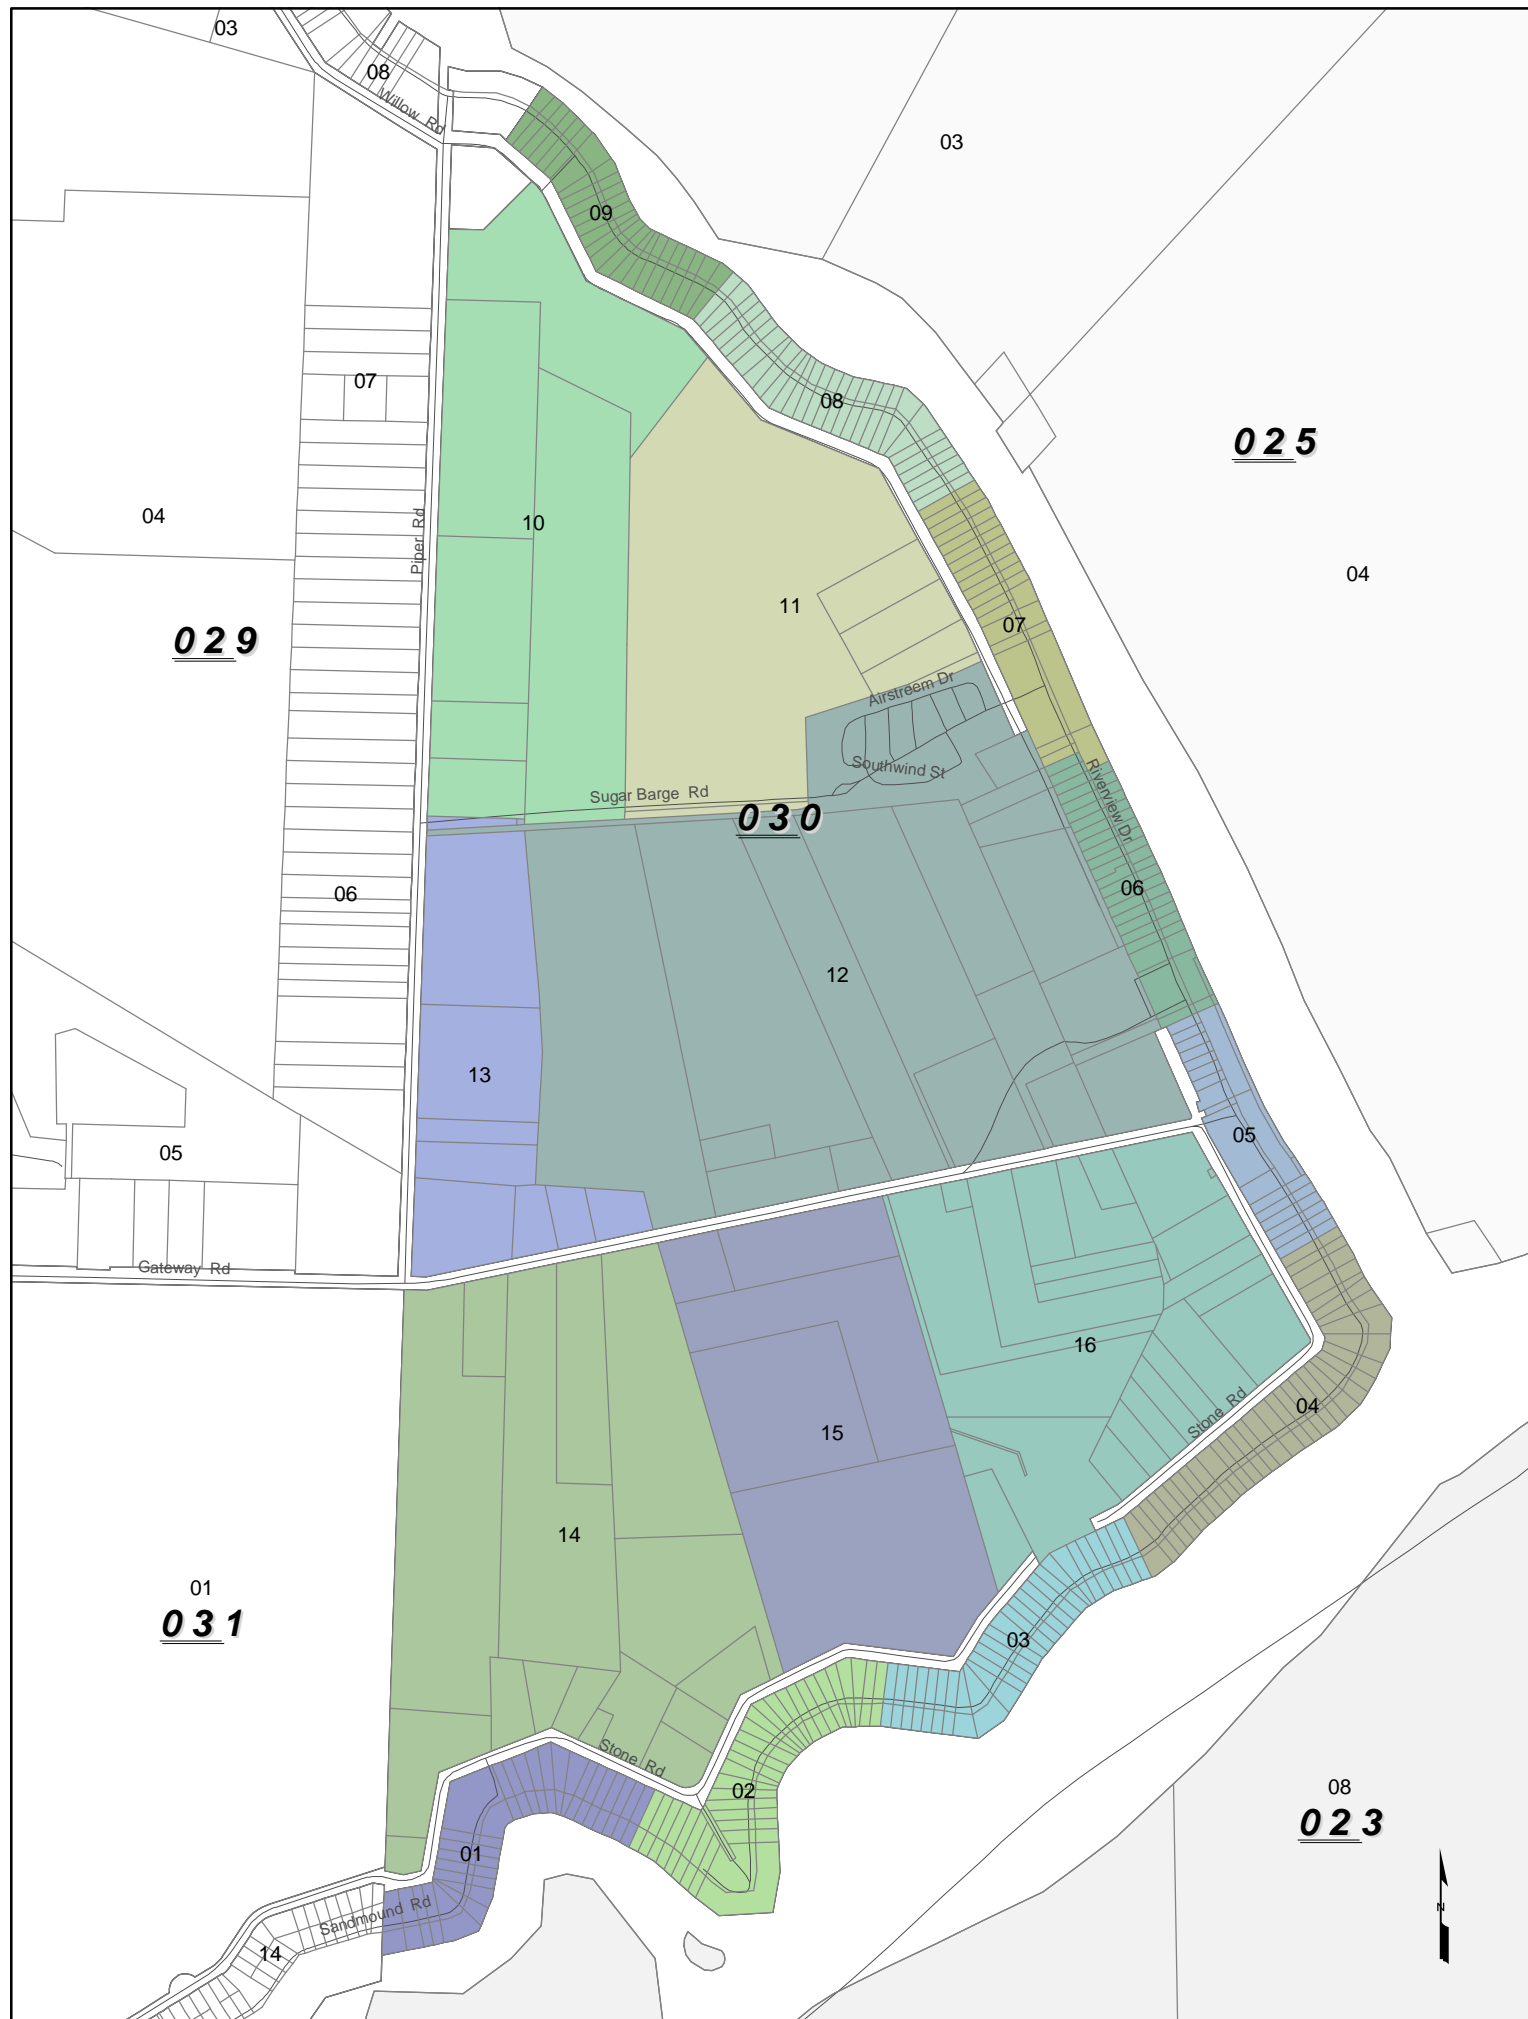 03
08
Willow Rd
03
09
07
08
025
04
Piper Rd
10
04
11
07
029
Airstreem Dr
Southwind St
Riverview Dr
Sugar Barge Rd
030
06
06
12
13
05
05
Gateway Rd
16
04
Stone Rd
15
14
01
031
03
Stone Rd
02
08
023
01
Sandmound Rd
14
N